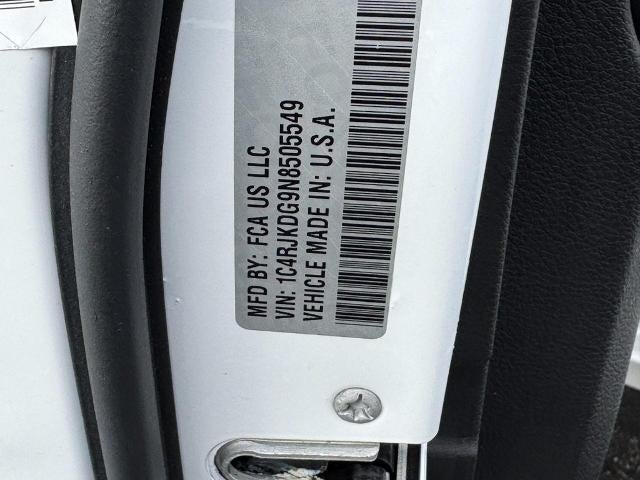 MFD BY: FCA US LLC
VIN: 1C4RJKDG9N8505549
VEHICLE MADE IN: U.S.A.